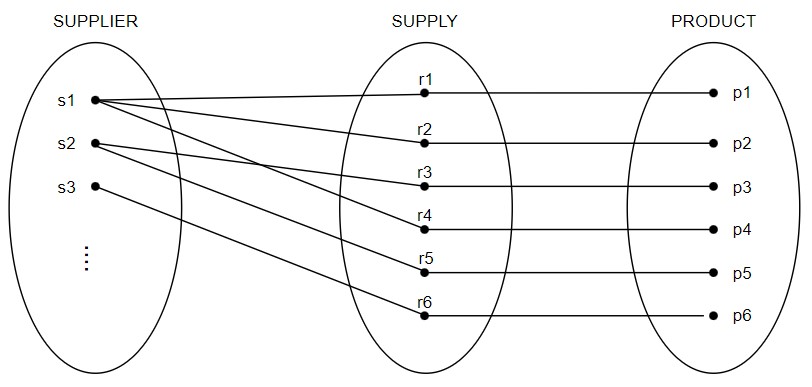 SUPPLIER
SUPPLY
PRODUCT
s1
s2
s3
r1
r2
r3
r4
r5
r6
p1
p2
p3
p4
p5
p6